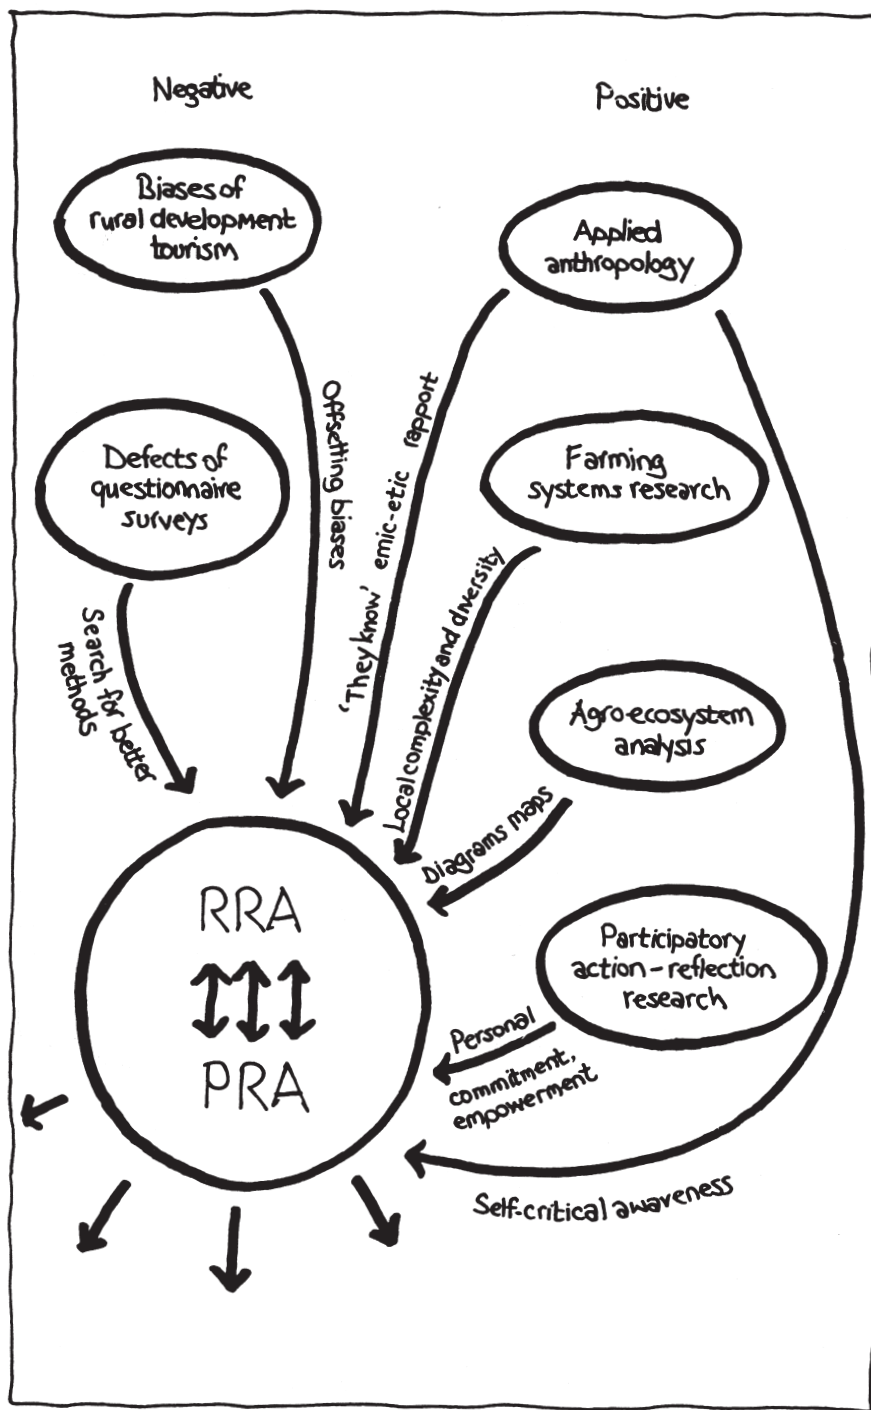 Negative
Positive
Biases of
rural development
tourism
Applied
anthropology
Offsetting biases
'They know' emic-etic rapport
Defects of
questionnaire
surveys
Farming
systems research
Search for better
methods
Local complexity and diversity
Agro-ecosystem
analysis
Diagrams maps
RRA
PRA
Participatory
action-reflection
research
Personal
commitment,
empowerment
Self-critical awareness